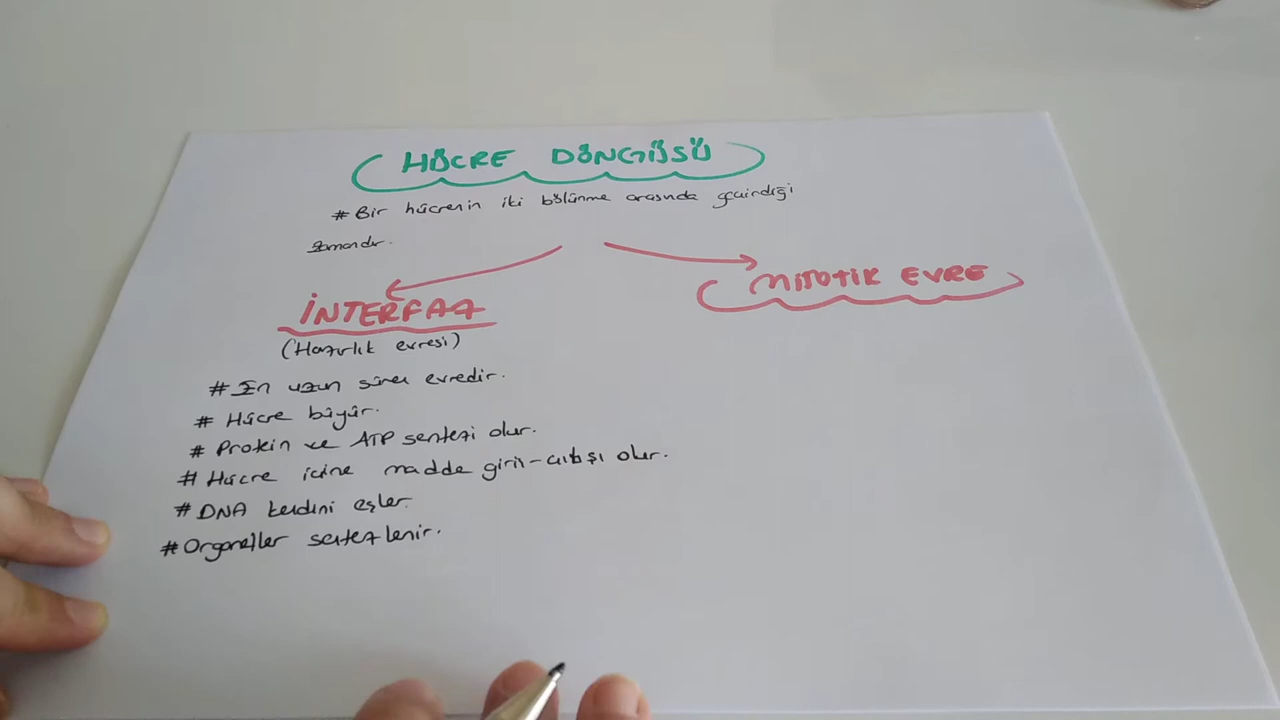 HÜCRE DÖNGÜSÜ
# Bir hücrenin iki bölünme arasında geçirdiği
zamandır.
İNTERFAZ
MİTOTİK EVRE
(Hazırlık evresi)
# En uzun süren evredir.
# Hücre büyür.
# Protein ve ATP sentezi olur.
# Hücre içine madde giriş-çıkışı olur.
# DNA kendini eşler.
# Organeller sentezlenir.